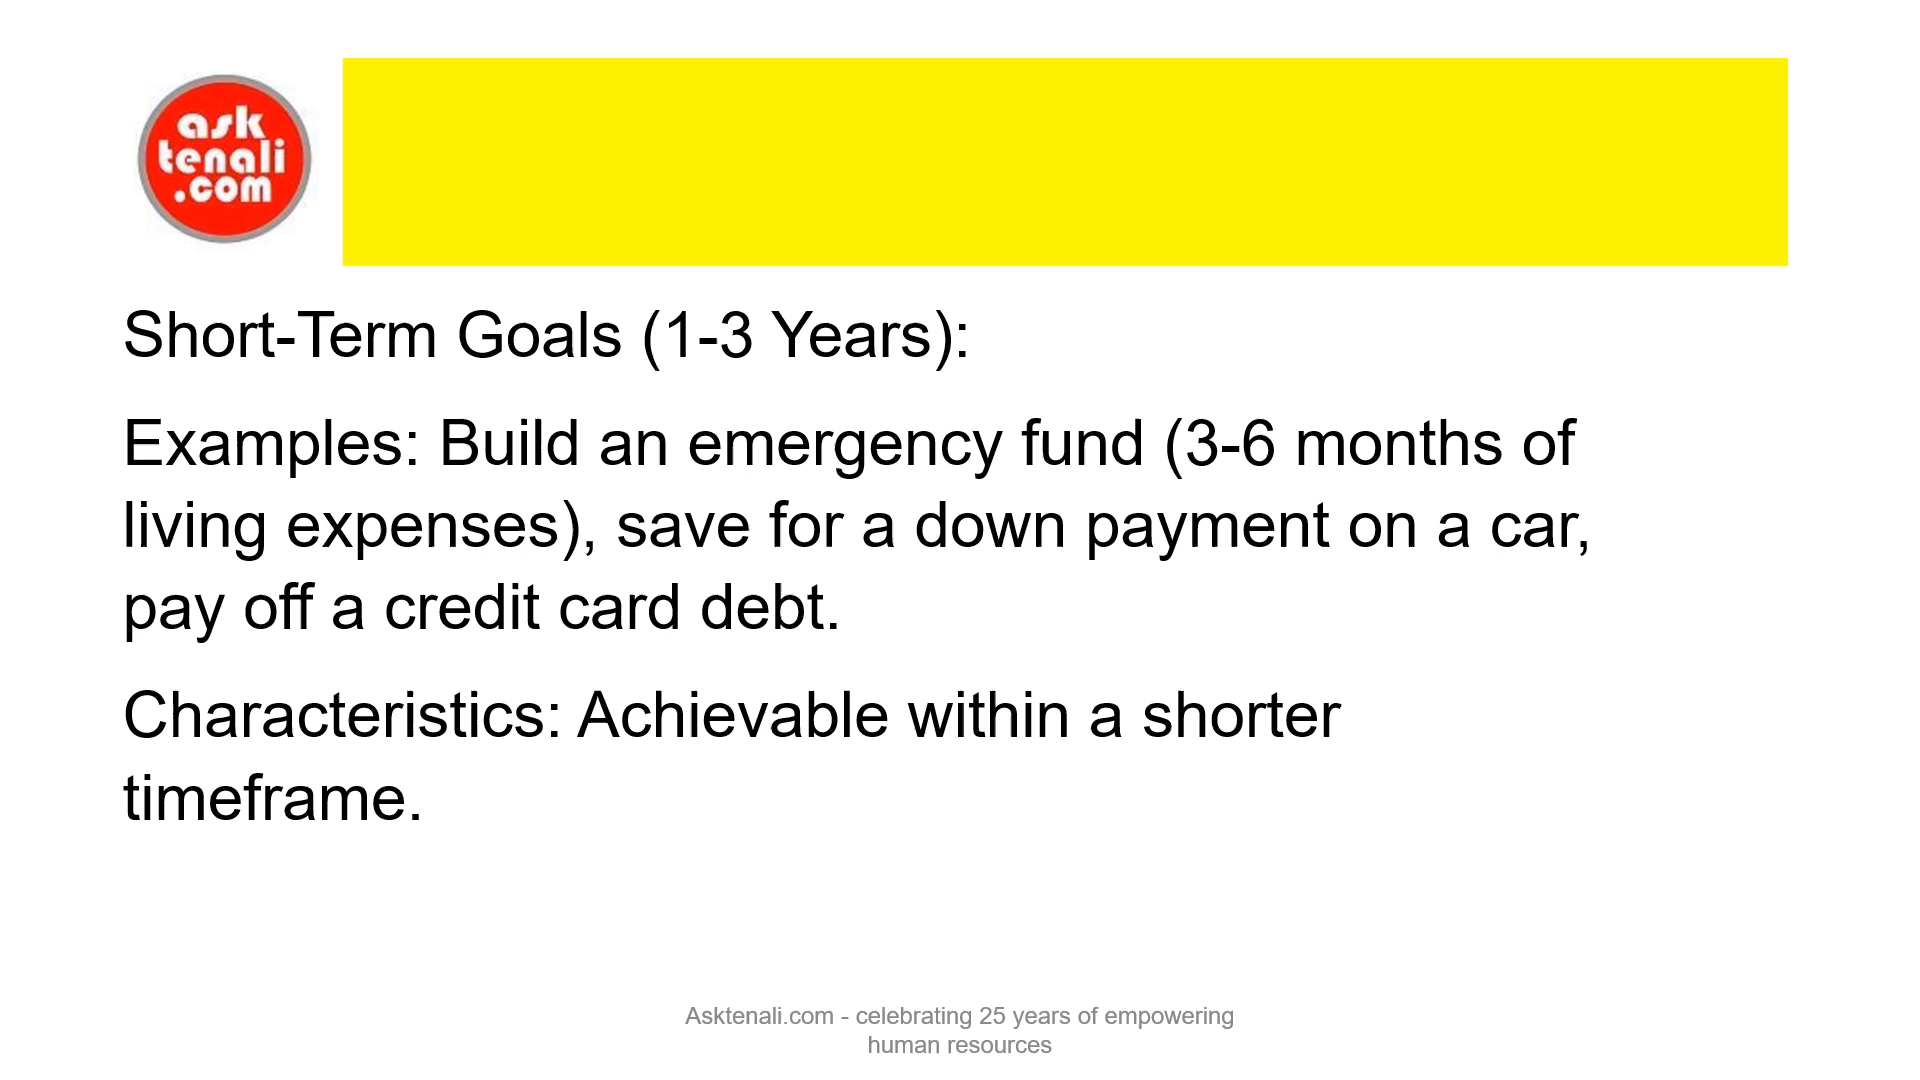 ask
tenali
.com
Short-Term Goals (1-3 Years):
Examples: Build an emergency fund (3-6 months of
living expenses), save for a down payment on a car,
pay off a credit card debt.
Characteristics: Achievable within a shorter
timeframe.
Asktenali.com - celebrating 25 years of empowering
human resources